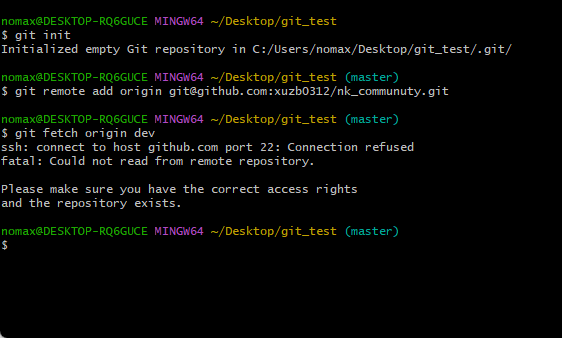 nomax@DESKTOP-RQ6GUCE MINGW64 ~/Desktop/git_test
$ git init
Initialized empty Git repository in C:/Users/nomax/Desktop/git_test/.git/
nomax@DESKTOP-RQ6GUCE MINGW64 ~/Desktop/git_test (master)
$ git remote add origin git@github.com:xuzb0312/nk_communuty.git
nomax@DESKTOP-RQ6GUCE MINGW64 ~/Desktop/git_test (master)
$ git fetch origin dev
ssh: connect to host github.com port 22: Connection refused
fatal: Could not read from remote repository.
Please make sure you have the correct access rights
and the repository exists.
nomax@DESKTOP-RQ6GUCE MINGW64 ~/Desktop/git_test (master)
$